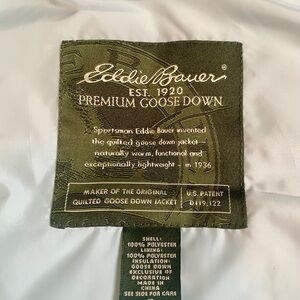 Eddie Bauer®
EST. 1920
PREMIUM GOOSE DOWN
Sportsman Eddie Bauer invented
the quilted goose down jacket –
naturally warm, functional and
exceptionally lightweight – in 1936
MAKER OF THE ORIGINAL
QUILTED GOOSE DOWN JACKET
U.S. PATENT
D119,122
SHELL:
100% POLYESTER
LINING:
100% POLYESTER
INSULATION:
GOOSE DOWN
EXCLUSIVE OF
DECORATION
MADE IN
CHINA
SEE SIDE FOR CARE